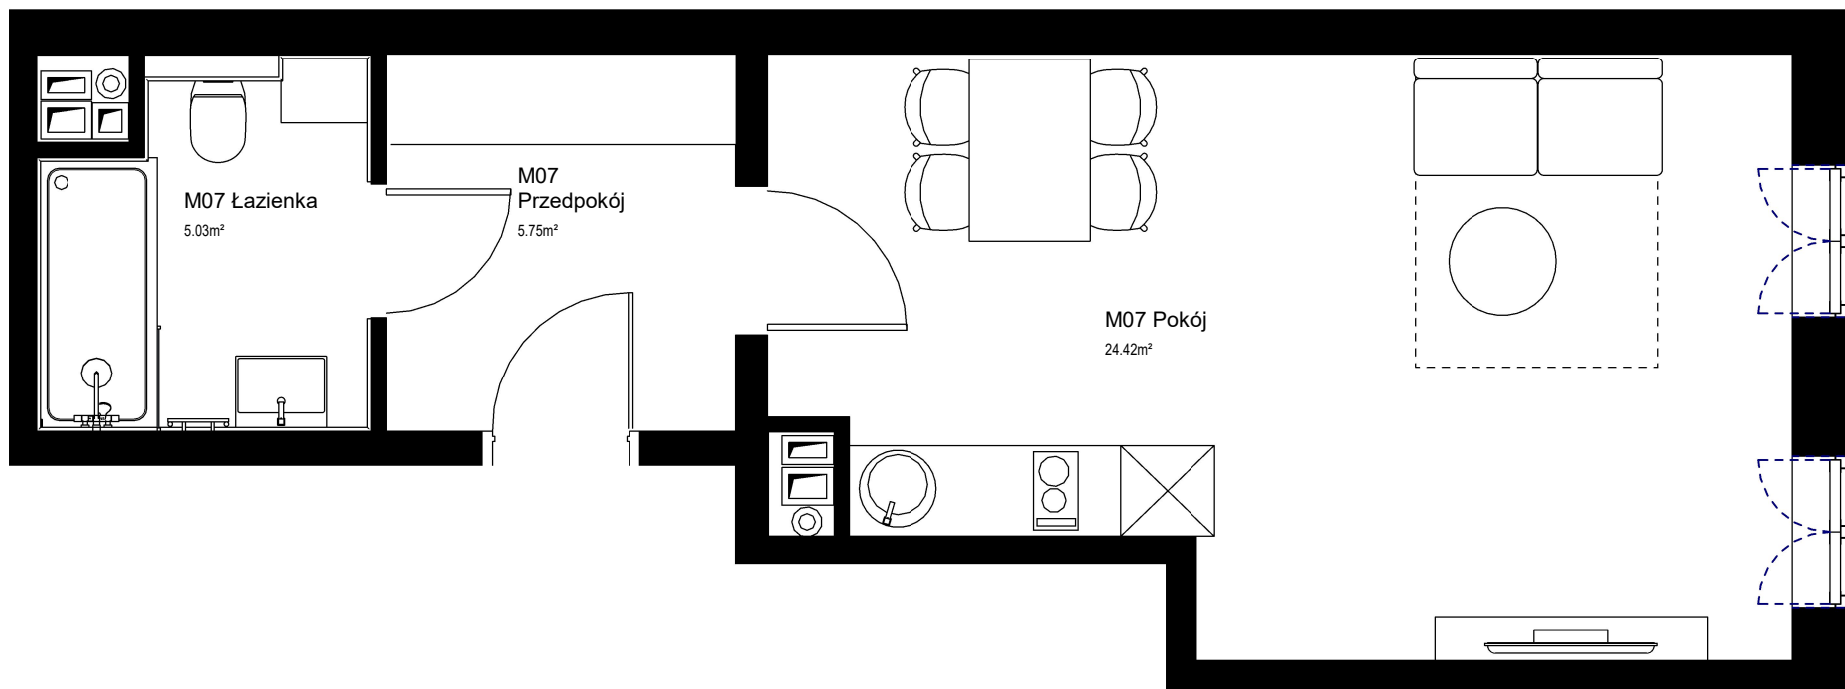 M07 Łazienka
5.03m²
M07
Przedpokój
5.75m²
M07 Pokój
24.42m²